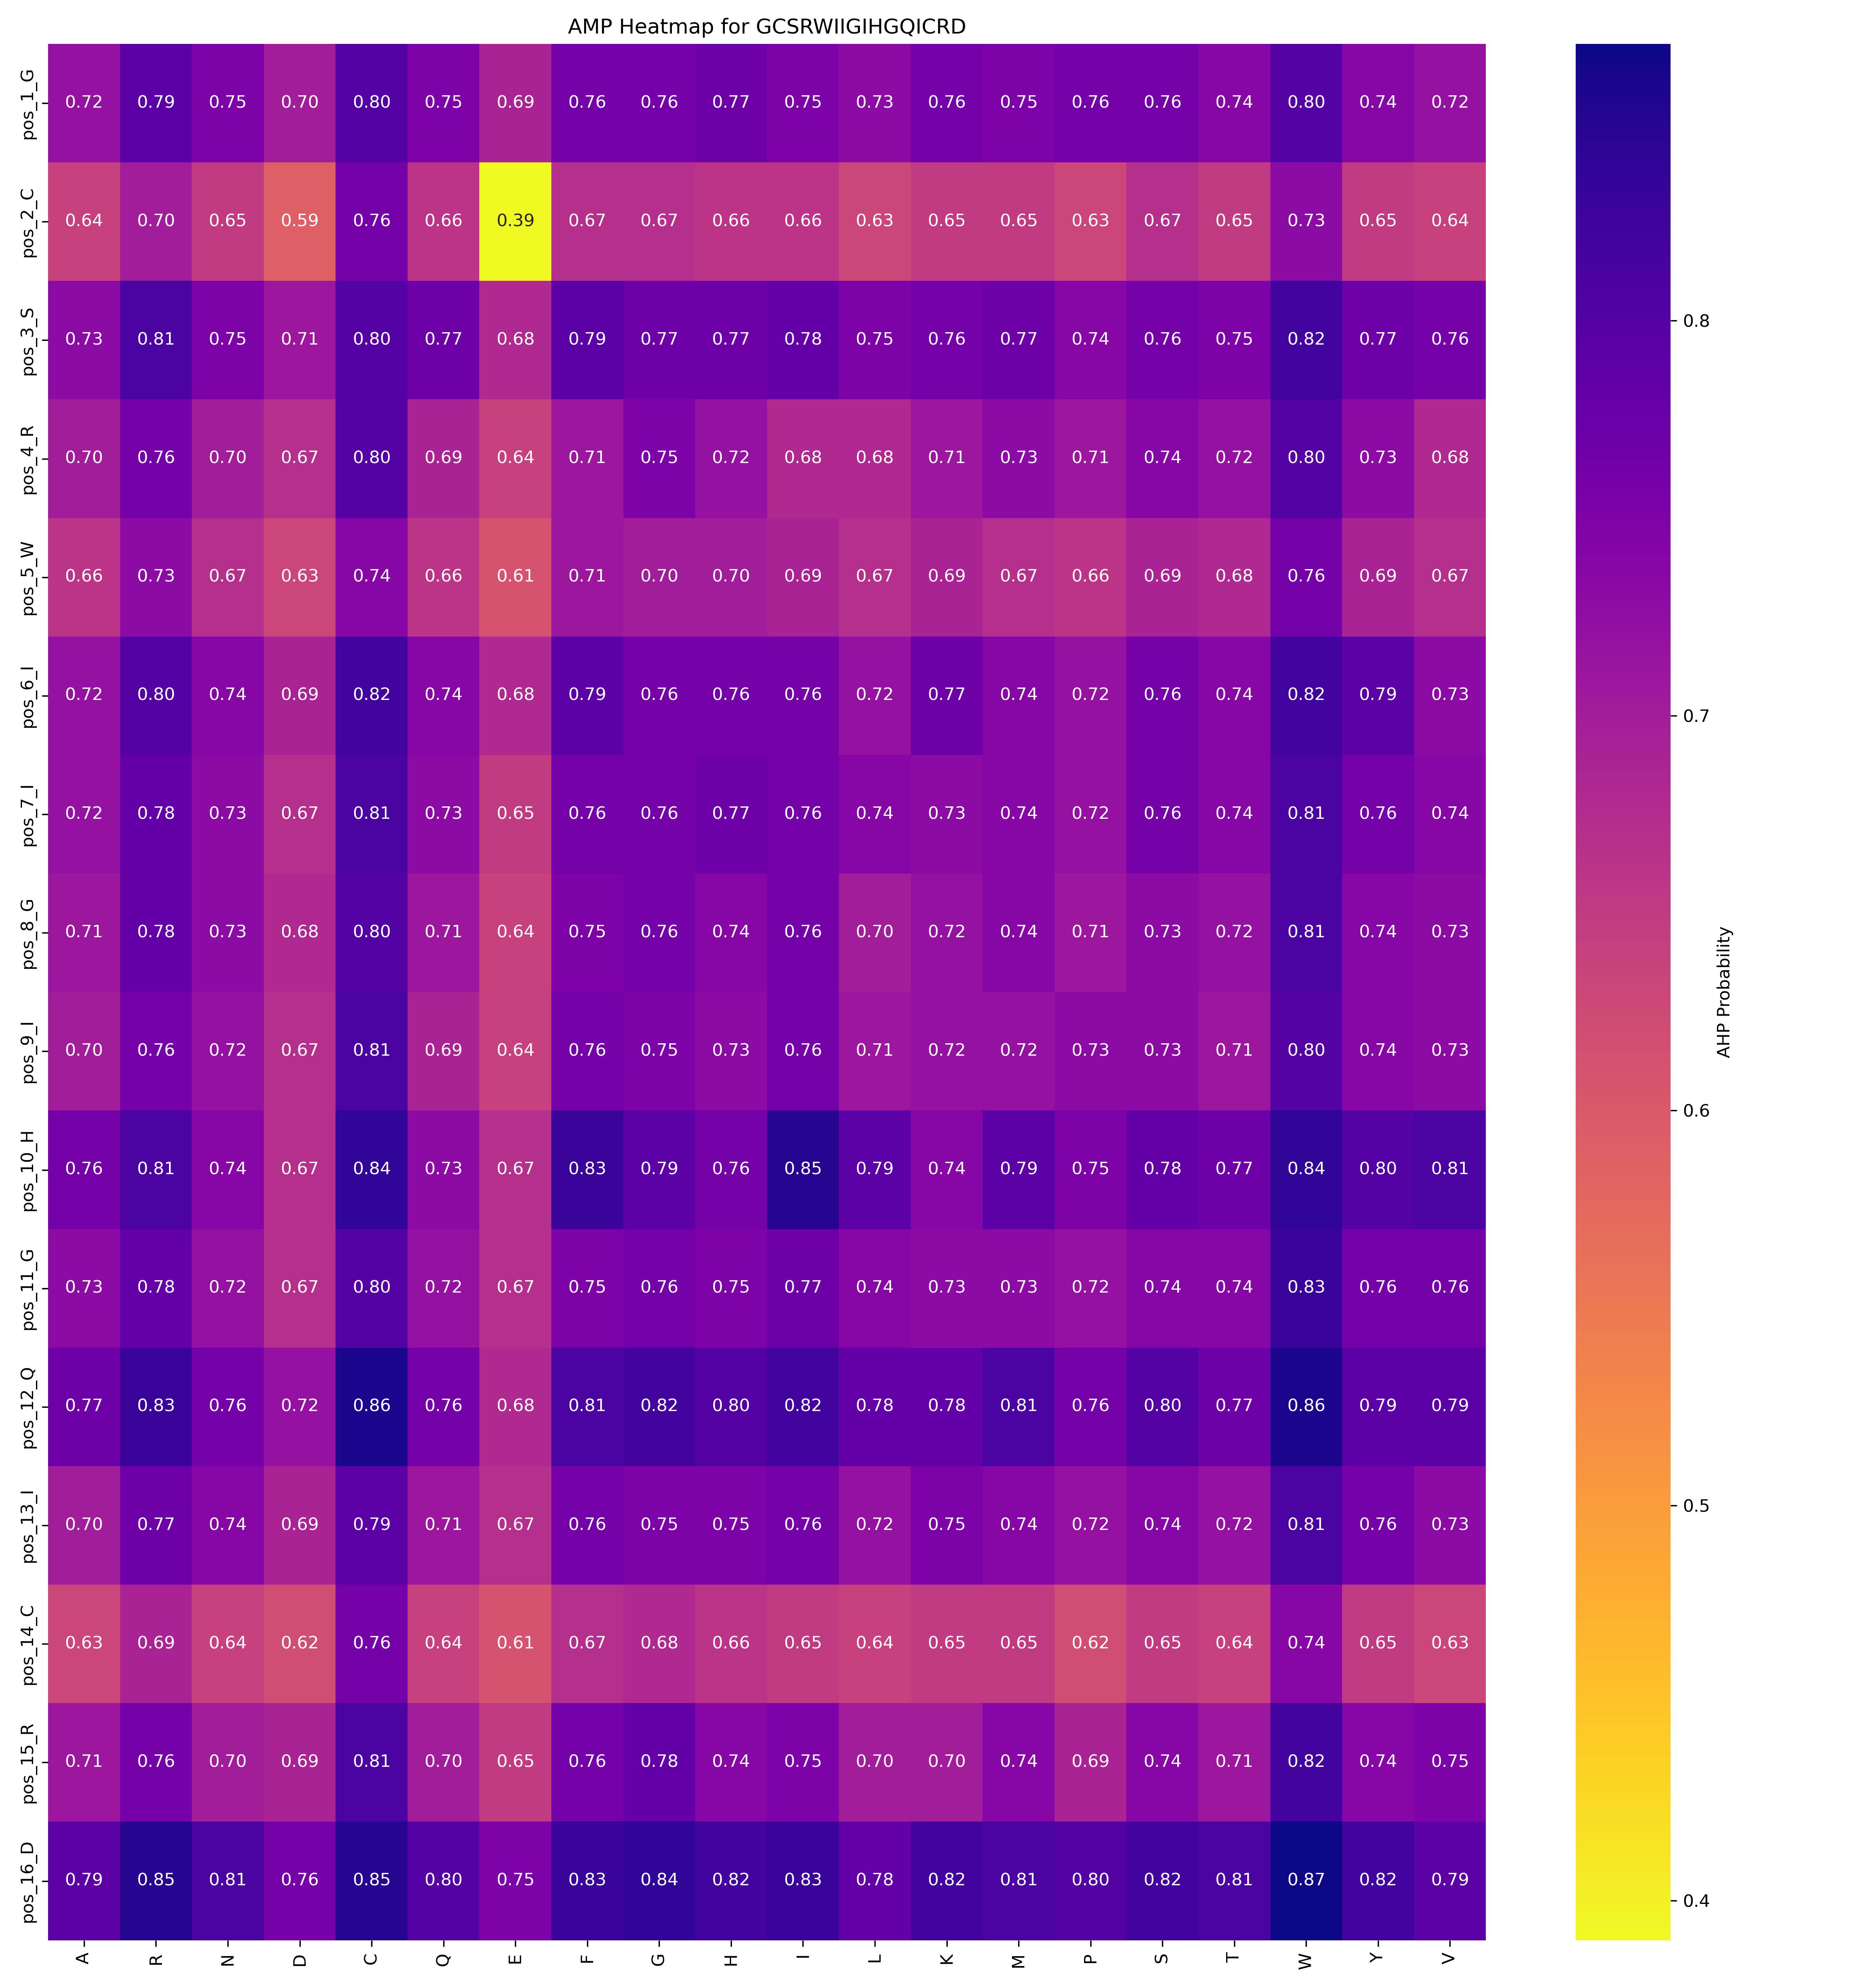 AMP Heatmap for GCSRWIIGIHGQICRD
pos_1_G 0.72 0.79 0.75 0.70 0.80 0.75 0.69 0.76 0.76 0.77 0.75 0.73 0.76 0.75 0.76 0.76 0.74 0.80 0.74 0.72
pos_2_C 0.64 0.70 0.65 0.59 0.76 0.66 0.39 0.67 0.67 0.66 0.66 0.63 0.65 0.65 0.63 0.67 0.65 0.73 0.65 0.64
pos_3_S 0.73 0.81 0.75 0.71 0.80 0.77 0.68 0.79 0.77 0.77 0.78 0.75 0.76 0.77 0.74 0.76 0.75 0.82 0.77 0.76
pos_4_R 0.70 0.76 0.70 0.67 0.80 0.69 0.64 0.71 0.75 0.72 0.68 0.68 0.71 0.73 0.71 0.74 0.72 0.80 0.73 0.68
pos_5_W 0.66 0.73 0.67 0.63 0.74 0.66 0.61 0.71 0.70 0.70 0.69 0.67 0.69 0.67 0.66 0.69 0.68 0.76 0.69 0.67
pos_6_I 0.72 0.80 0.74 0.69 0.82 0.74 0.68 0.79 0.76 0.76 0.76 0.72 0.77 0.74 0.72 0.76 0.74 0.82 0.79 0.73
pos_7_I 0.72 0.78 0.73 0.67 0.81 0.73 0.65 0.76 0.76 0.77 0.76 0.74 0.73 0.74 0.72 0.76 0.74 0.81 0.76 0.74
pos_8_G 0.71 0.78 0.73 0.68 0.80 0.71 0.64 0.75 0.76 0.74 0.76 0.70 0.72 0.74 0.71 0.73 0.72 0.81 0.74 0.73
pos_9_I 0.70 0.76 0.72 0.67 0.81 0.69 0.64 0.76 0.75 0.73 0.76 0.71 0.72 0.72 0.73 0.73 0.71 0.80 0.74 0.73
pos_10_H 0.76 0.81 0.74 0.67 0.84 0.73 0.67 0.83 0.79 0.76 0.85 0.79 0.74 0.79 0.75 0.78 0.77 0.84 0.80 0.81
pos_11_G 0.73 0.78 0.72 0.67 0.80 0.72 0.67 0.75 0.76 0.75 0.77 0.74 0.73 0.73 0.72 0.74 0.74 0.83 0.76 0.76
pos_12_Q 0.77 0.83 0.76 0.72 0.86 0.76 0.68 0.81 0.82 0.80 0.82 0.78 0.78 0.81 0.76 0.80 0.77 0.86 0.79 0.79
pos_13_I 0.70 0.77 0.74 0.69 0.79 0.71 0.67 0.76 0.75 0.75 0.76 0.72 0.75 0.74 0.72 0.74 0.72 0.81 0.76 0.73
pos_14_C 0.63 0.69 0.64 0.62 0.76 0.64 0.61 0.67 0.68 0.66 0.65 0.64 0.65 0.65 0.62 0.65 0.64 0.74 0.65 0.63
pos_15_R 0.71 0.76 0.70 0.69 0.81 0.70 0.65 0.76 0.78 0.74 0.75 0.70 0.70 0.74 0.69 0.74 0.71 0.82 0.74 0.75
pos_16_D 0.79 0.85 0.81 0.76 0.85 0.80 0.75 0.83 0.84 0.82 0.83 0.78 0.82 0.81 0.80 0.82 0.81 0.87 0.82 0.79
A R N D C Q E F G H I L K M P S T W Y V
0.8
0.7
0.6
0.5
0.4
AHP Probability